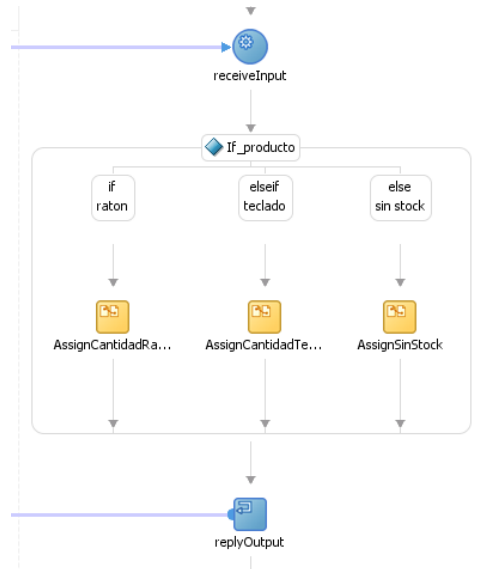 receiveInput
If_producto
if
raton
elseif
teclado
else
sin stock
AssignCantidadRa...
AssignCantidadTe...
AssignSinStock
replyOutput